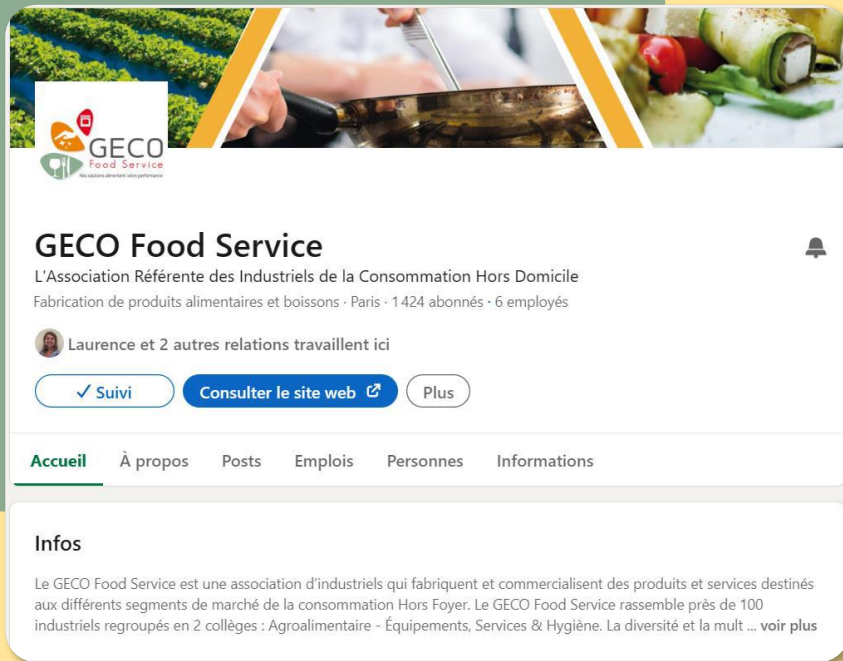 GECO
Food Service
Nos solutions alimentent votre performance
GECO Food Service
L'Association Référente des Industriels de la Consommation Hors Domicile
Fabrication de produits alimentaires et boissons · Paris · 1 424 abonnés · 6 employés
Laurence et 2 autres relations travaillent ici
Suivi
Consulter le site web
Plus
Accueil
À propos
Posts
Emplois
Personnes
Informations
Infos
Le GECO Food Service est une association d'industriels qui fabriquent et commercialisent des produits et services destinés
aux différents segments de marché de la consommation Hors Foyer. Le GECO Food Service rassemble près de 100
industriels regroupés en 2 collèges : Agroalimentaire - Équipements, Services & Hygiène. La diversité et la mult ... voir plus